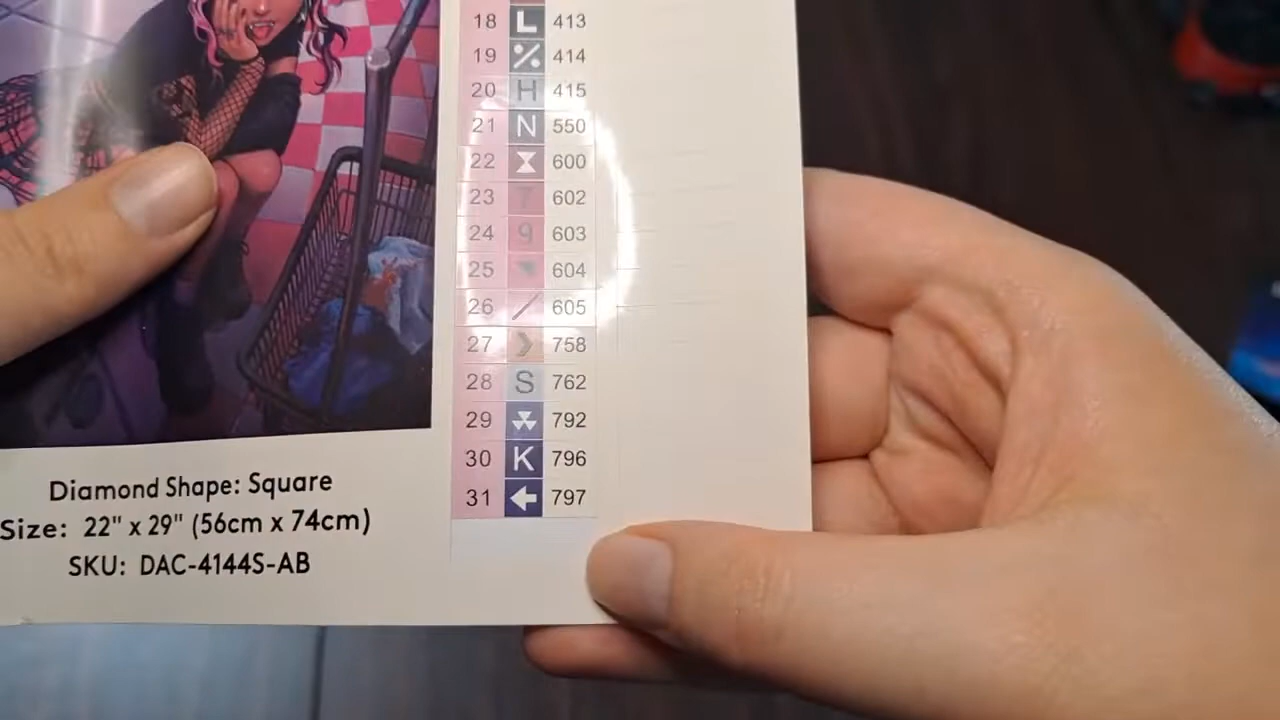 18 L 413
19 ⁒ 414
20 H 415
21 N 550
22 600
23 7 602
24 9 603
25 604
26 / 605
27 > 758
28 S 762
29 792
30 K 796
31 ← 797
Diamond Shape: Square
Size: 22" x 29" (56cm x 74cm)
SKU: DAC-4144S-AB